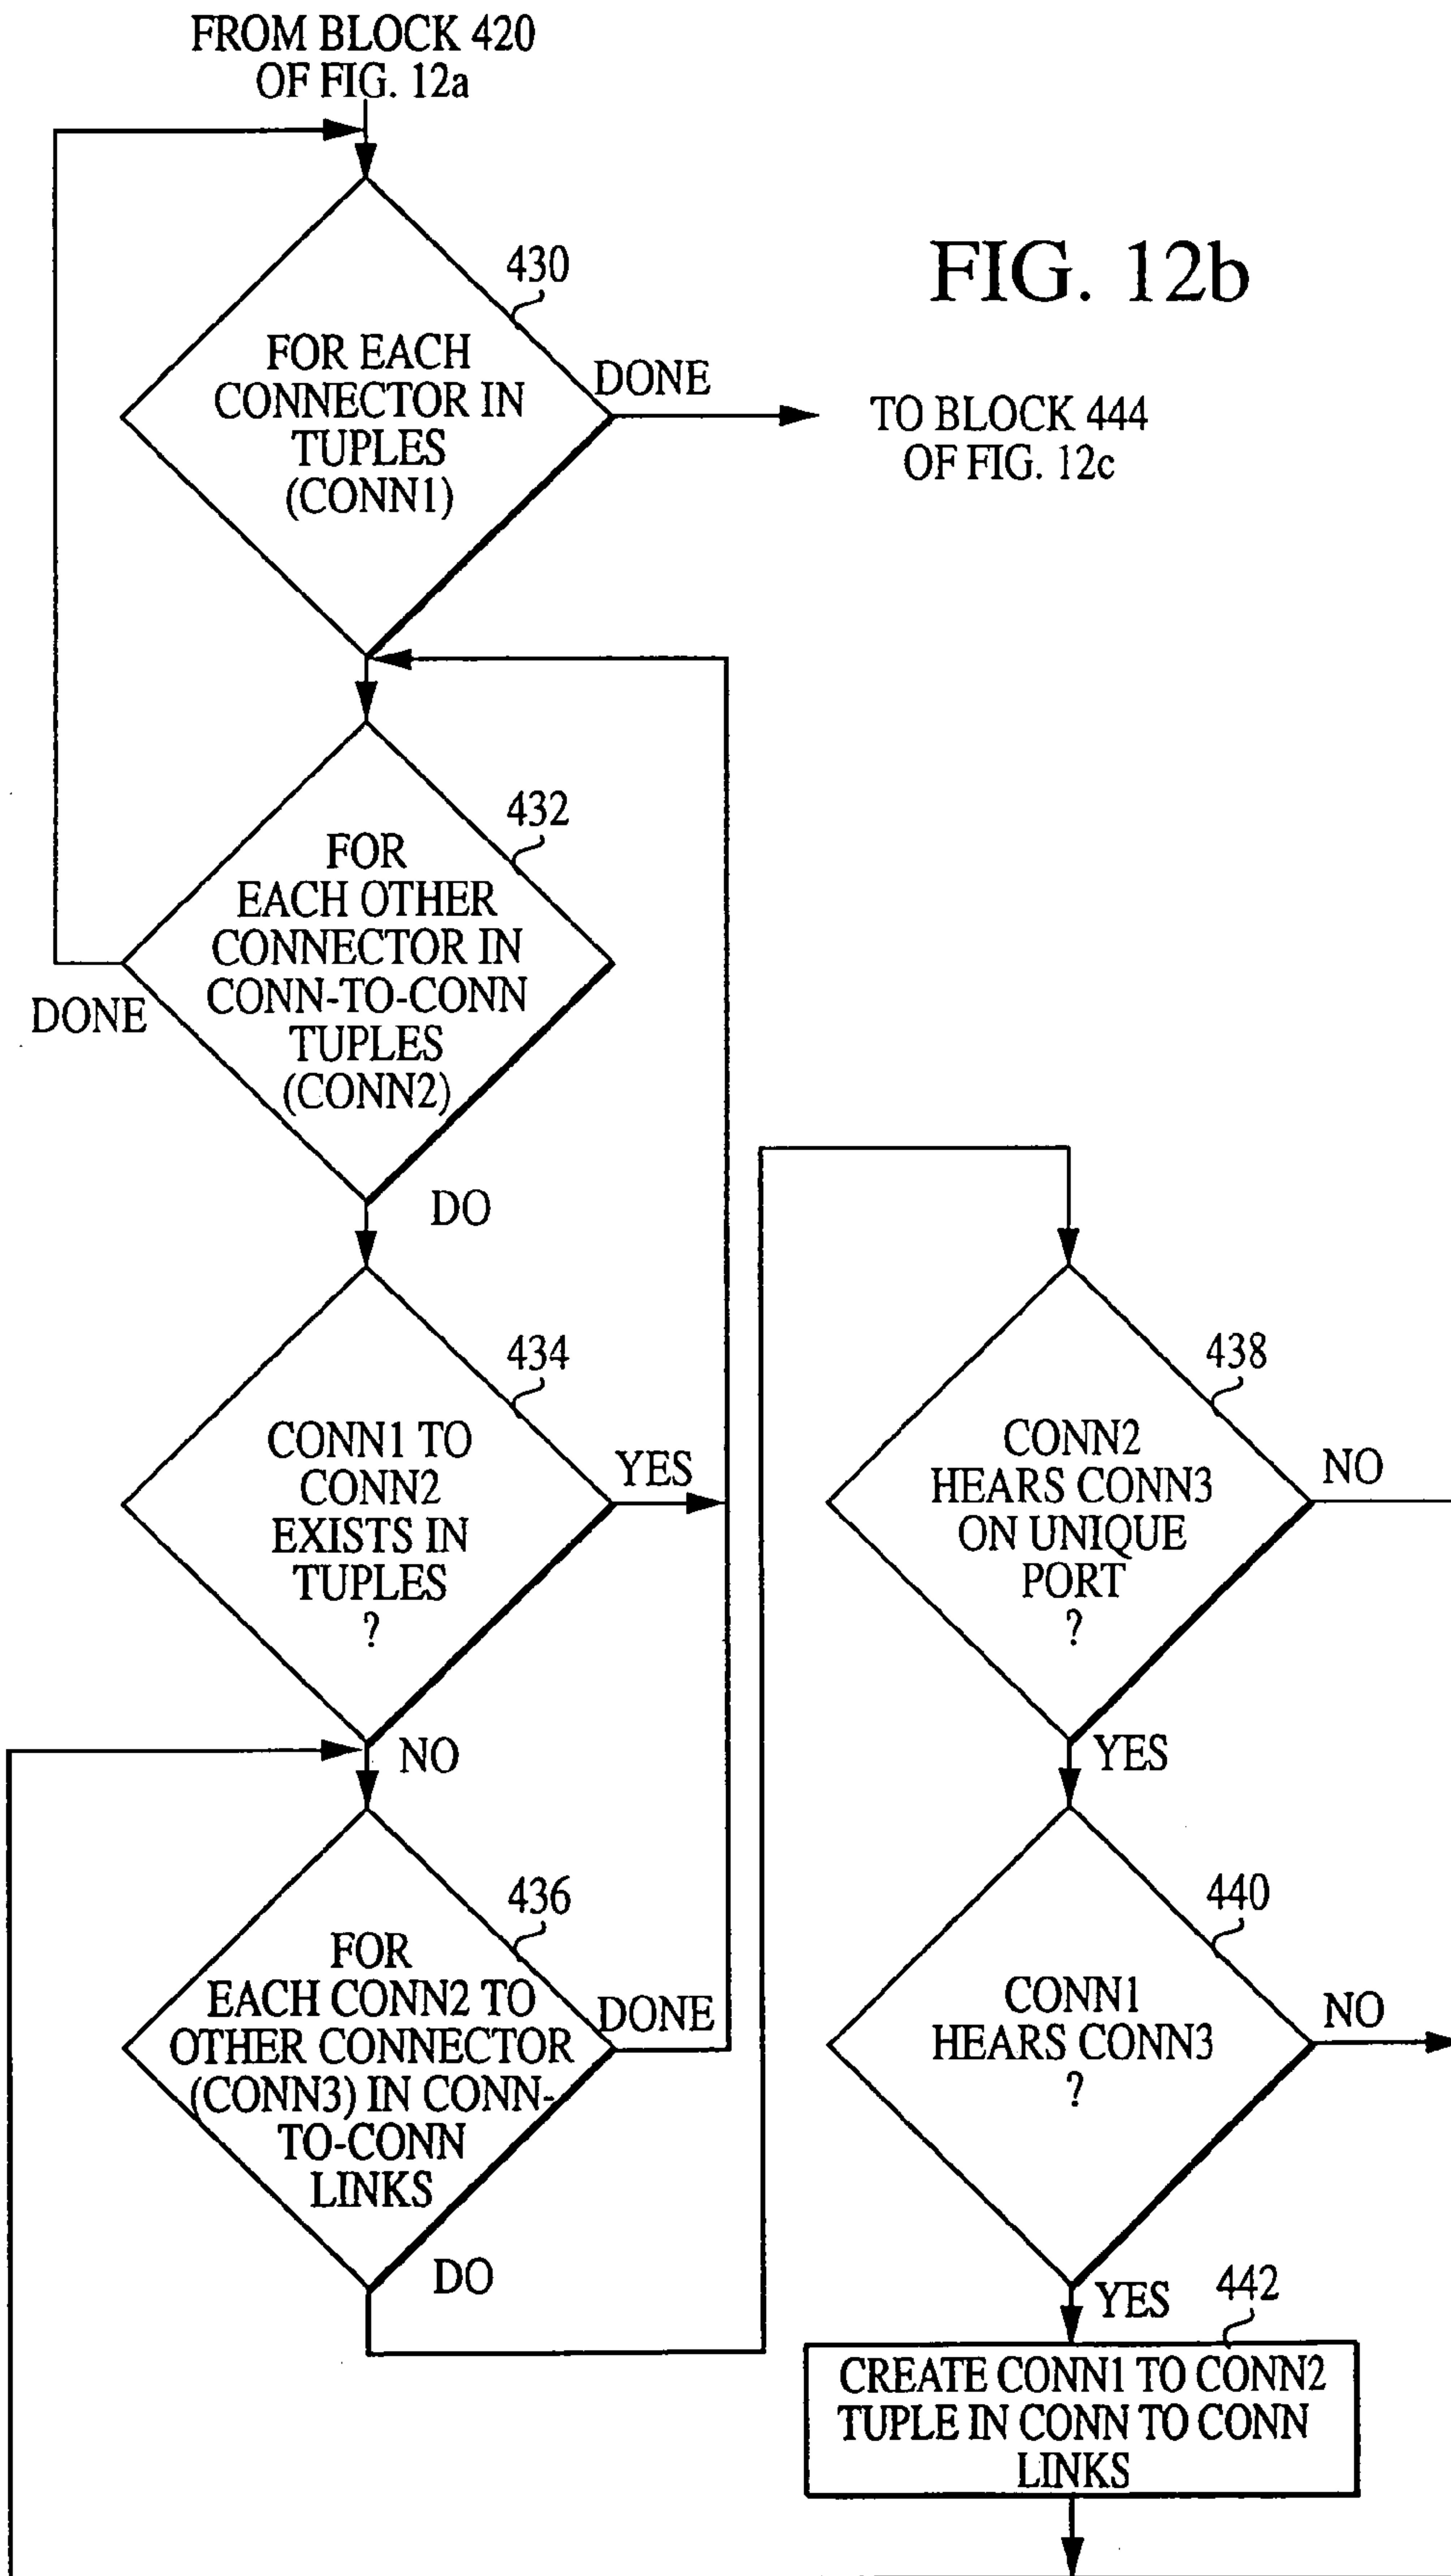 FROM BLOCK 420
OF FIG. 12a
FIG. 12b
430
FOR EACH
CONNECTOR IN
TUPLES
(CONN1)
DONE
TO BLOCK 444
OF FIG. 12c
432
FOR
EACH OTHER
CONNECTOR IN
CONN-TO-CONN
TUPLES
(CONN2)
DONE
DO
434
CONN1 TO
CONN2
EXISTS IN
TUPLES
?
YES
NO
436
FOR
EACH CONN2 TO
OTHER CONNECTOR
(CONN3) IN CONN-
TO-CONN
LINKS
DONE
DO
438
CONN2
HEARS CONN3
ON UNIQUE
PORT
?
NO
YES
440
CONN1
HEARS CONN3
?
NO
YES
442
CREATE CONN1 TO CONN2
TUPLE IN CONN TO CONN
LINKS